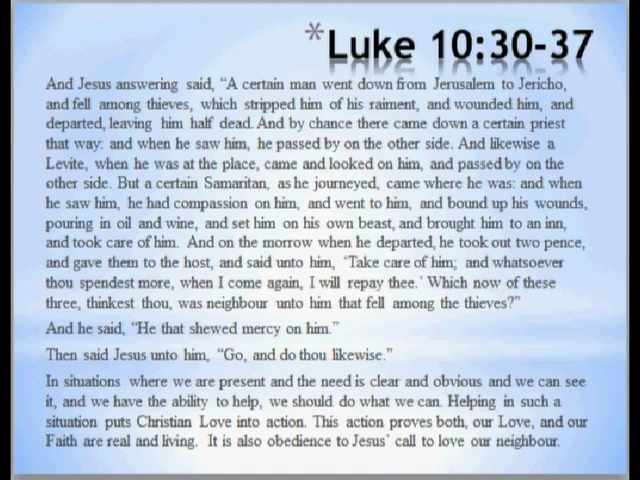 *Luke 10:30-37
And Jesus answering said, “A certain man went down from Jerusalem to Jericho,
and fell among thieves, which stripped him of his raiment, and wounded him, and
departed, leaving him half dead. And by chance there came down a certain priest
that way: and when he saw him, he passed by on the other side. And likewise a
Levite, when he was at the place, came and looked on him, and passed by on the
other side. But a certain Samaritan, as he journeyed, came where he was: and when
he saw him, he had compassion on him, and went to him, and bound up his wounds,
pouring in oil and wine, and set him on his own beast, and brought him to an inn,
and took care of him. And on the morrow when he departed, he took out two pence,
and gave them to the host, and said unto him, ‘Take care of him; and whatsoever
thou spendest more, when I come again, I will repay thee.’ Which now of these
three, thinkest thou, was neighbour unto him that fell among the thieves?”
And he said, “He that shewed mercy on him.”
Then said Jesus unto him, “Go, and do thou likewise.”
In situations where we are present and the need is clear and obvious and we can see
it, and we have the ability to help, we should do what we can. Helping in such a
situation puts Christian Love into action. This action proves both, our Love, and our
Faith are real and living. It is also obedience to Jesus’ call to love our neighbour.